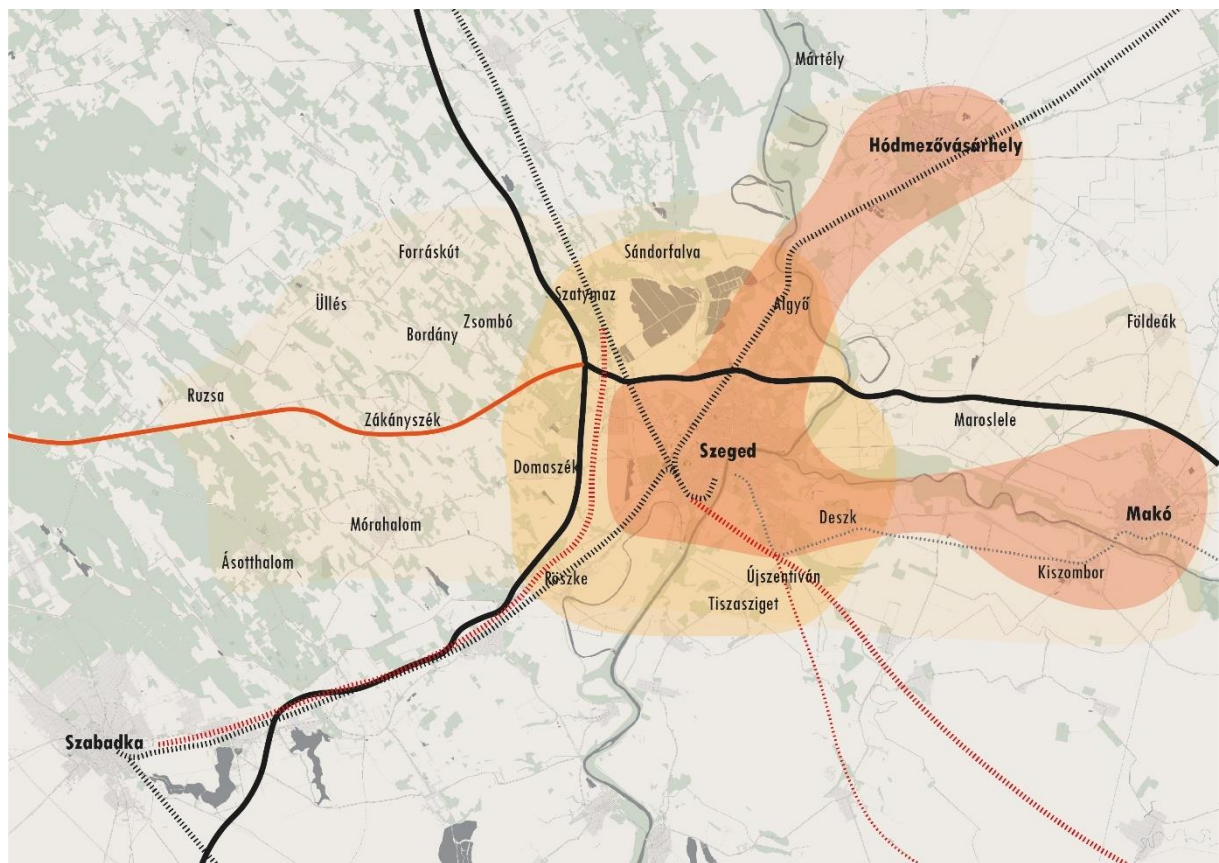 Mártély
Hódmezővásárhely
Forráskút
Sándorfalva
Szatymaz
Üllés
Algyő
Zsombó
Bordány
Földeák
Ruzsa
Zákányszék
Maroslele
Szeged
Domaszék
Makó
Deszk
Mórahalom
Ásotthalom
Röszke
Újszentiván
Kiszombor
Tiszasziget
Szabadka